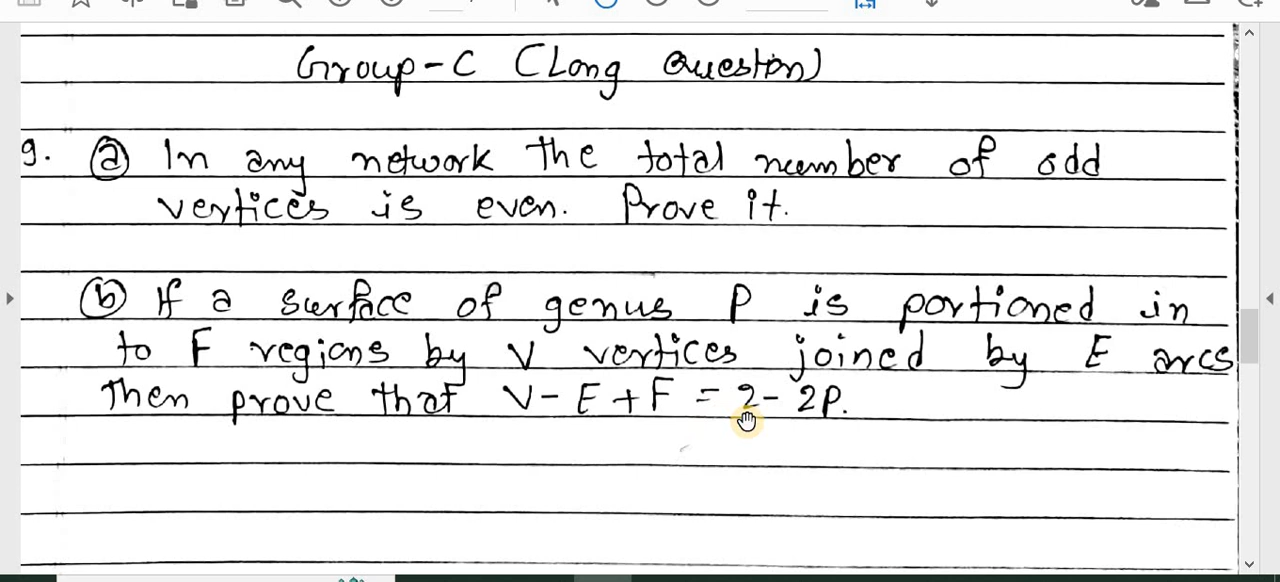 Group-C (Long Question)
9. (a) In any network the total number of odd
vertices is even. Prove it.
(b) If a surface of genus P is portioned in
to F regions by V vertices joined by E arcs
then prove that V-E+F = 2-2P.